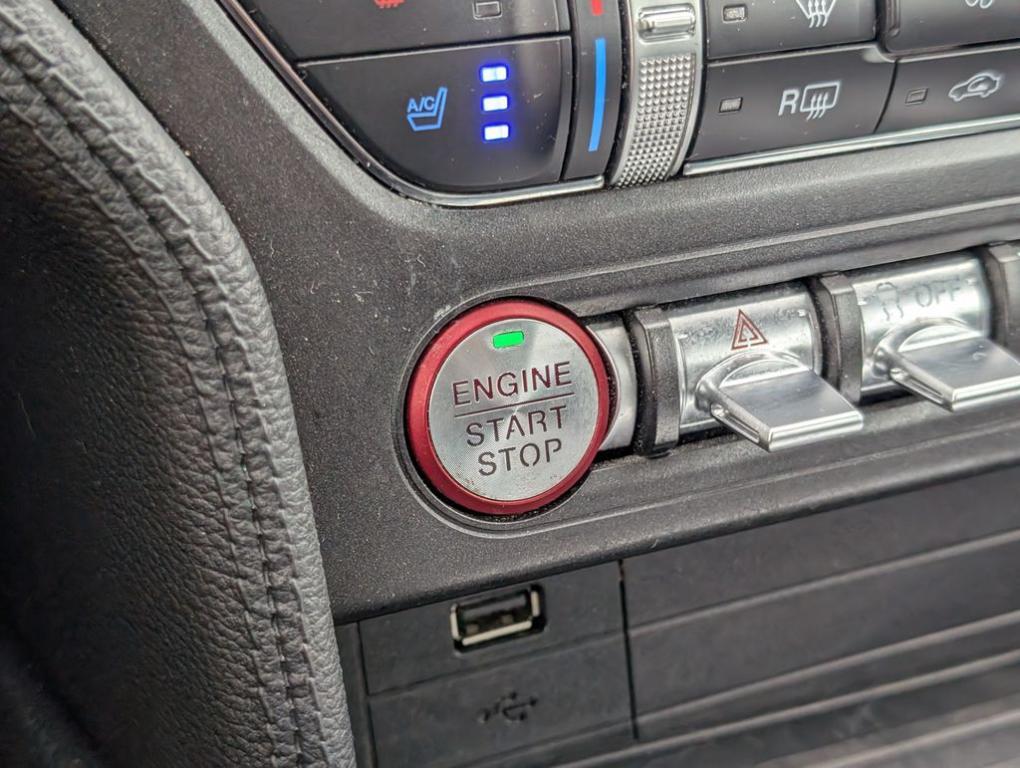 A/C
R
ENGINE
START
STOP
OFF